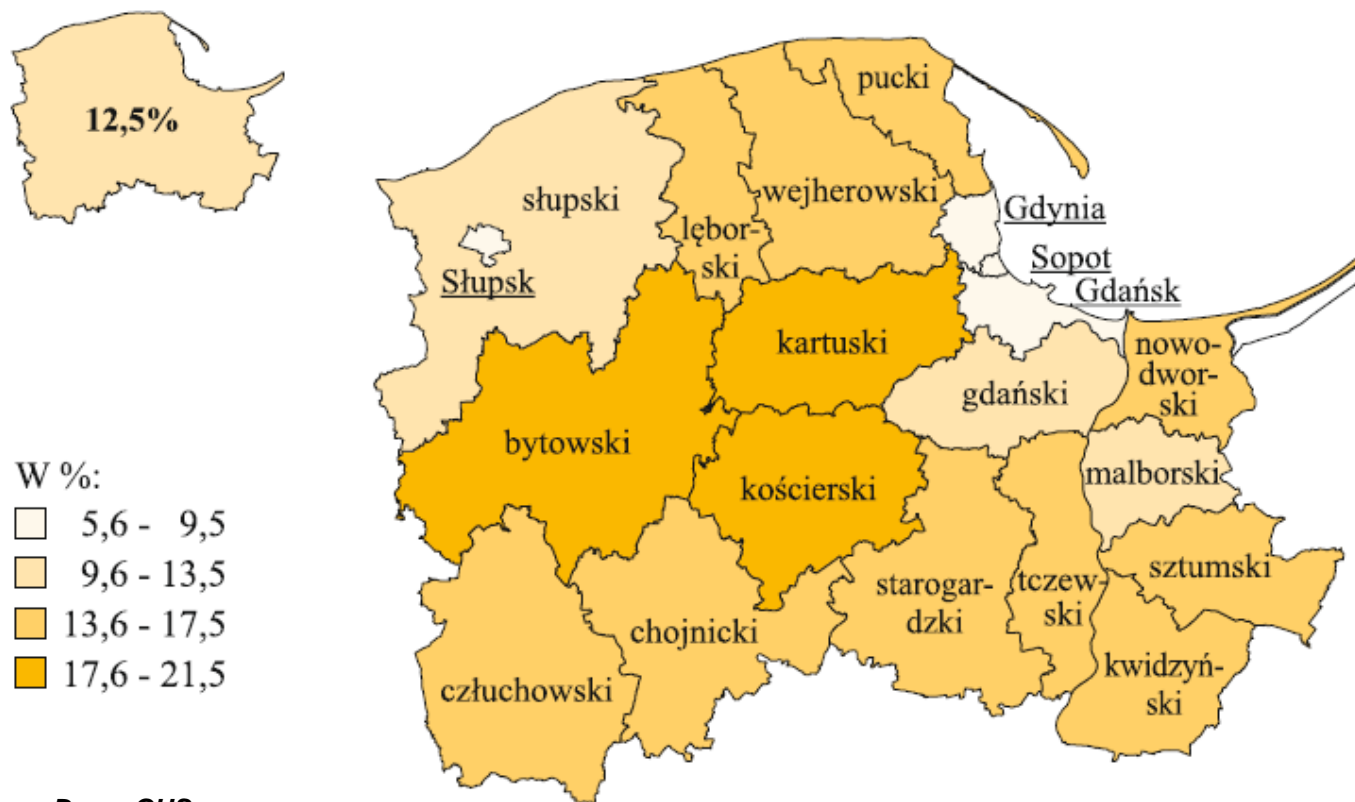 12,5%
pucki
słupski
wejherowski
Gdynia
lębor-
ski
Sopot
Słupsk
Gdańsk
kartuski
nowo-
dwor-
ski
gdański
bytowski
malborski
kościerski
W %:
5,6 - 9,5
9,6 - 13,5
13,6 - 17,5
17,6 - 21,5
sztumski
starogar-
dzki
tczew-
ski
chojnicki
kwidzyń-
ski
człuchowski